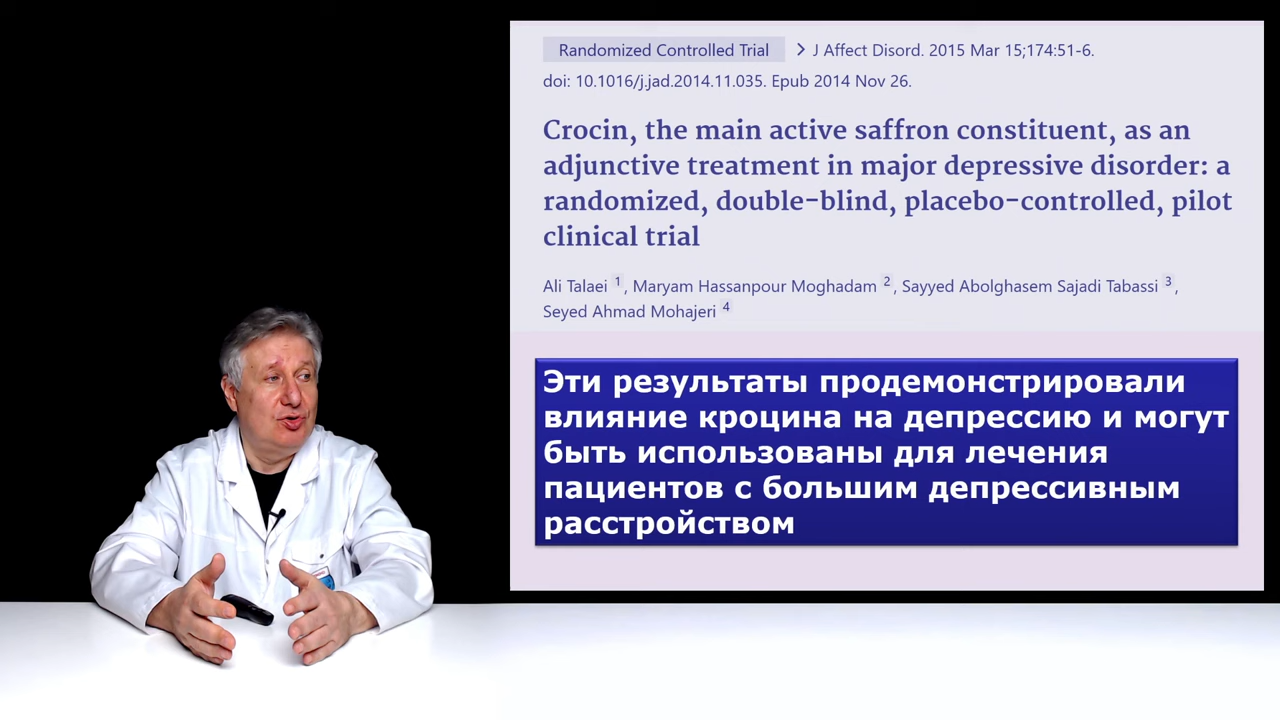 Randomized Controlled Trial > J Affect Disord. 2015 Mar 15;174:51-6.
doi: 10.1016/j.jad.2014.11.035. Epub 2014 Nov 26.
Crocin, the main active saffron constituent, as an
adjunctive treatment in major depressive disorder: a
randomized, double-blind, placebo-controlled, pilot
clinical trial
Ali Talaei 1, Maryam Hassanpour Moghadam 2, Sayyed Abolghasem Sajadi Tabassi 3,
Seyed Ahmad Mohajeri 4
Эти результаты продемонстрировали
влияние кроцина на депрессию и могут
быть использованы для лечения
пациентов с большим депрессивным
расстройством